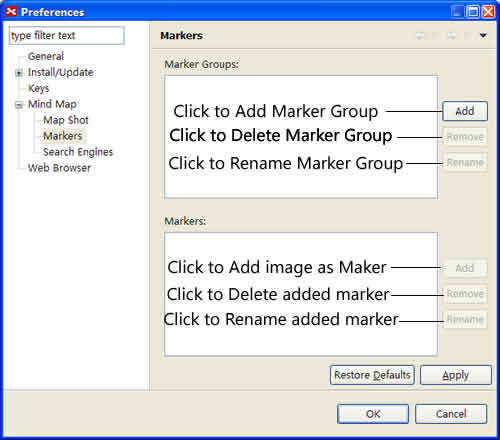 Preferences
type filter text
General
Install/Update
Keys
Mind Map
Map Shot
Markers
Search Engines
Web Browser
Markers
Marker Groups:
Click to Add Marker Group
Add
Click to Delete Marker Group
Remove
Click to Rename Marker Group
Rename
Markers:
Click to Add image as Maker
Add
Click to Delete added marker
Remove
Click to Rename added marker
Rename
Restore Defaults
Apply
OK
Cancel